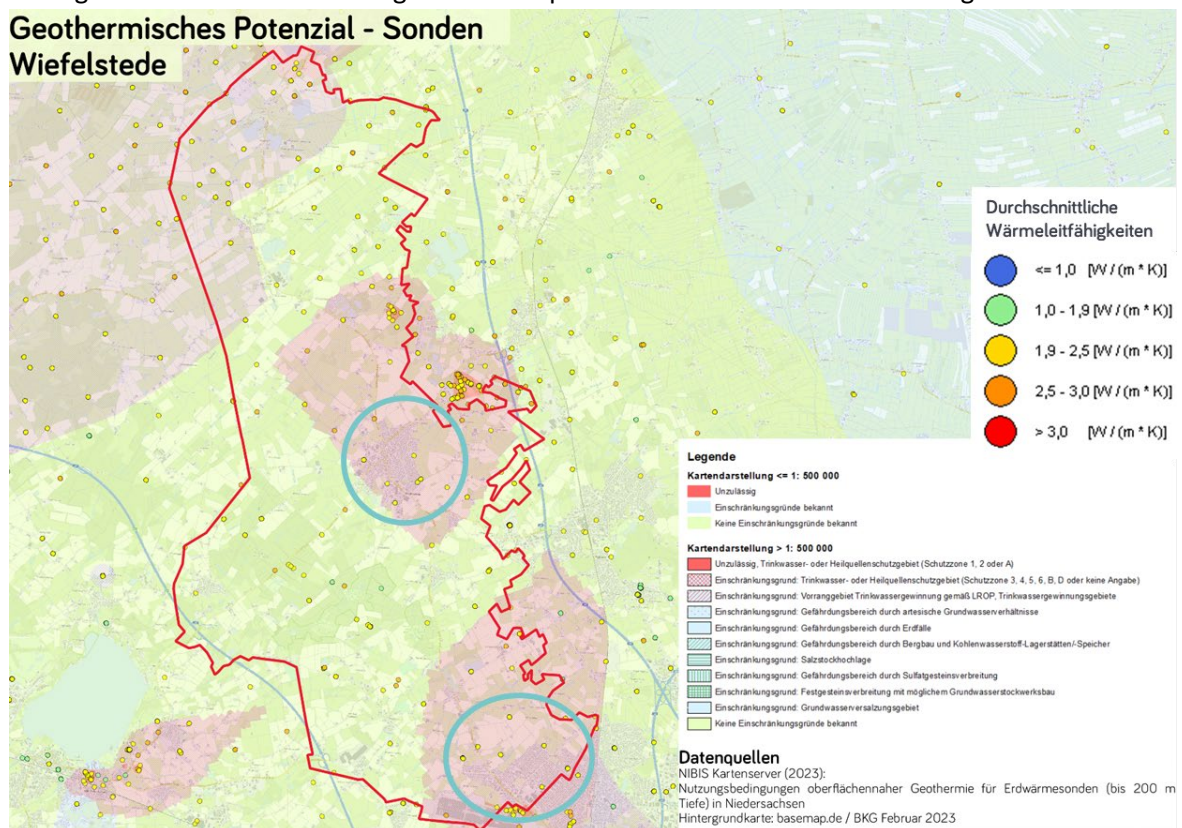 Geothermisches Potenzial - Sonden
Wiefelstede
Durchschnittliche
Wärmeleitfähigkeiten
<= 1,0 [W / (m * K)]
1,0 - 1,9 [W / (m * K)]
1,9 - 2,5 [W / (m * K)]
2,5 - 3,0 [W / (m * K)]
> 3,0 [W / (m * K)]
Legende
Kartendarstellung <= 1: 500 000
Unzulässig
Einschränkungsgründe bekannt
Keine Einschränkungsgründe bekannt
Kartendarstellung > 1: 500 000
Unzulässig, Trinkwasser- oder Heilquellenschutzgebiet (Schutzzone 1, 2 oder A)
Einschränkungsgrund: Trinkwasser- oder Heilquellenschutzgebiet (Schutzzone 3, 4, 5, 6, B, D oder keine Angabe)
Einschränkungsgrund: Vorranggebiet Trinkwassergewinnung gemäß LROP, Trinkwassergewinnungsgebiete
Einschränkungsgrund: Gefährdungsbereich durch artesische Grundwasserverhältnisse
Einschränkungsgrund: Gefährdungsbereich durch Erdfälle
Einschränkungsgrund: Gefährdungsbereich durch Bergbau und Kohlenwasserstoff-Lagerstätten/-Speicher
Einschränkungsgrund: Salzstockhochlage
Einschränkungsgrund: Gefährdungsbereich durch Sulfatgesteinsverbreitung
Einschränkungsgrund: Festgesteinsverbreitung mit möglichem Grundwasserstockwerksbau
Einschränkungsgrund: Grundwasserversalzungsgebiet
Keine Einschränkungsgründe bekannt
Datenquellen
NIBIS Kartenserver (2023):
Nutzungsbedingungen oberflächennaher Geothermie für Erdwärmesonden (bis 200 m
Tiefe) in Niedersachsen
Hintergrundkarte: basemap.de / BKG Februar 2023